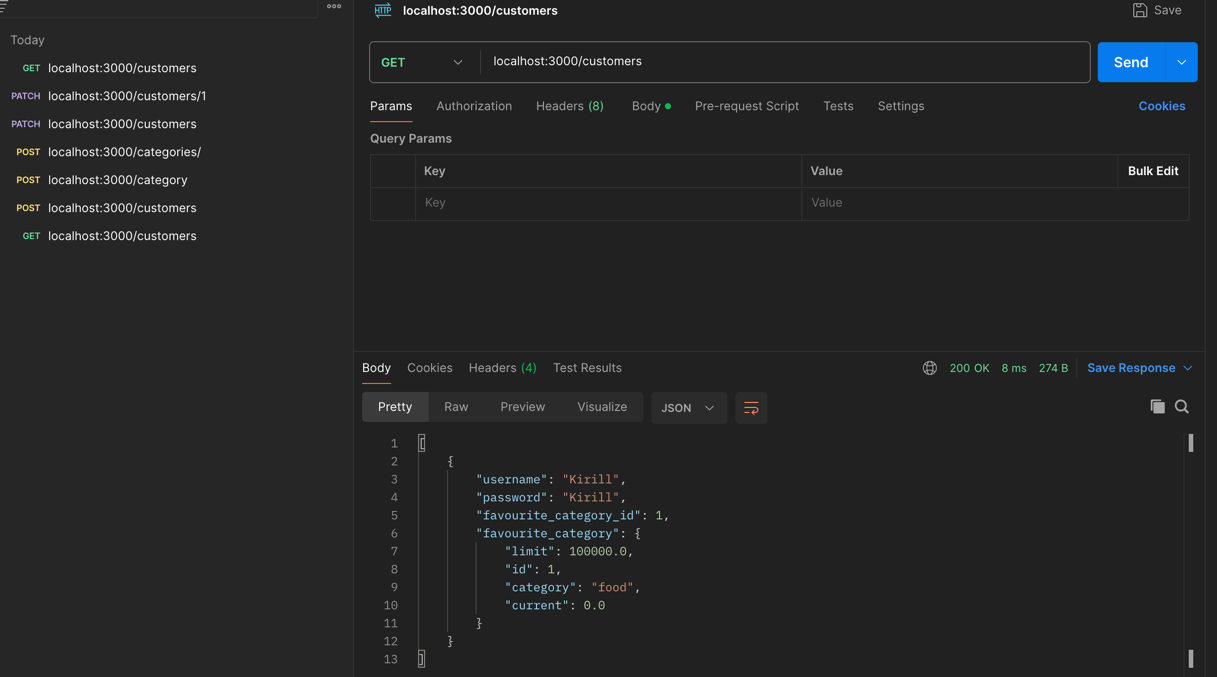 Today
GET localhost:3000/customers
PATCH localhost:3000/customers/1
PATCH localhost:3000/customers
POST localhost:3000/categories/
POST localhost:3000/category
POST localhost:3000/customers
GET localhost:3000/customers
HTTP localhost:3000/customers Save
GET localhost:3000/customers Send
Params Authorization Headers (8) Body Pre-request Script Tests Settings Cookies
Query Params
Key Value Bulk Edit
Key Value
Body Cookies Headers (4) Test Results 200 OK 8 ms 274 B Save Response
Pretty Raw Preview Visualize JSON
1 [
2 {
3 "username": "Kirill",
4 "password": "Kirill",
5 "favourite_category_id": 1,
6 "favourite_category": {
7 "limit": 100000.0,
8 "id": 1,
9 "category": "food",
10 "current": 0.0
11 }
12 }
13 ]